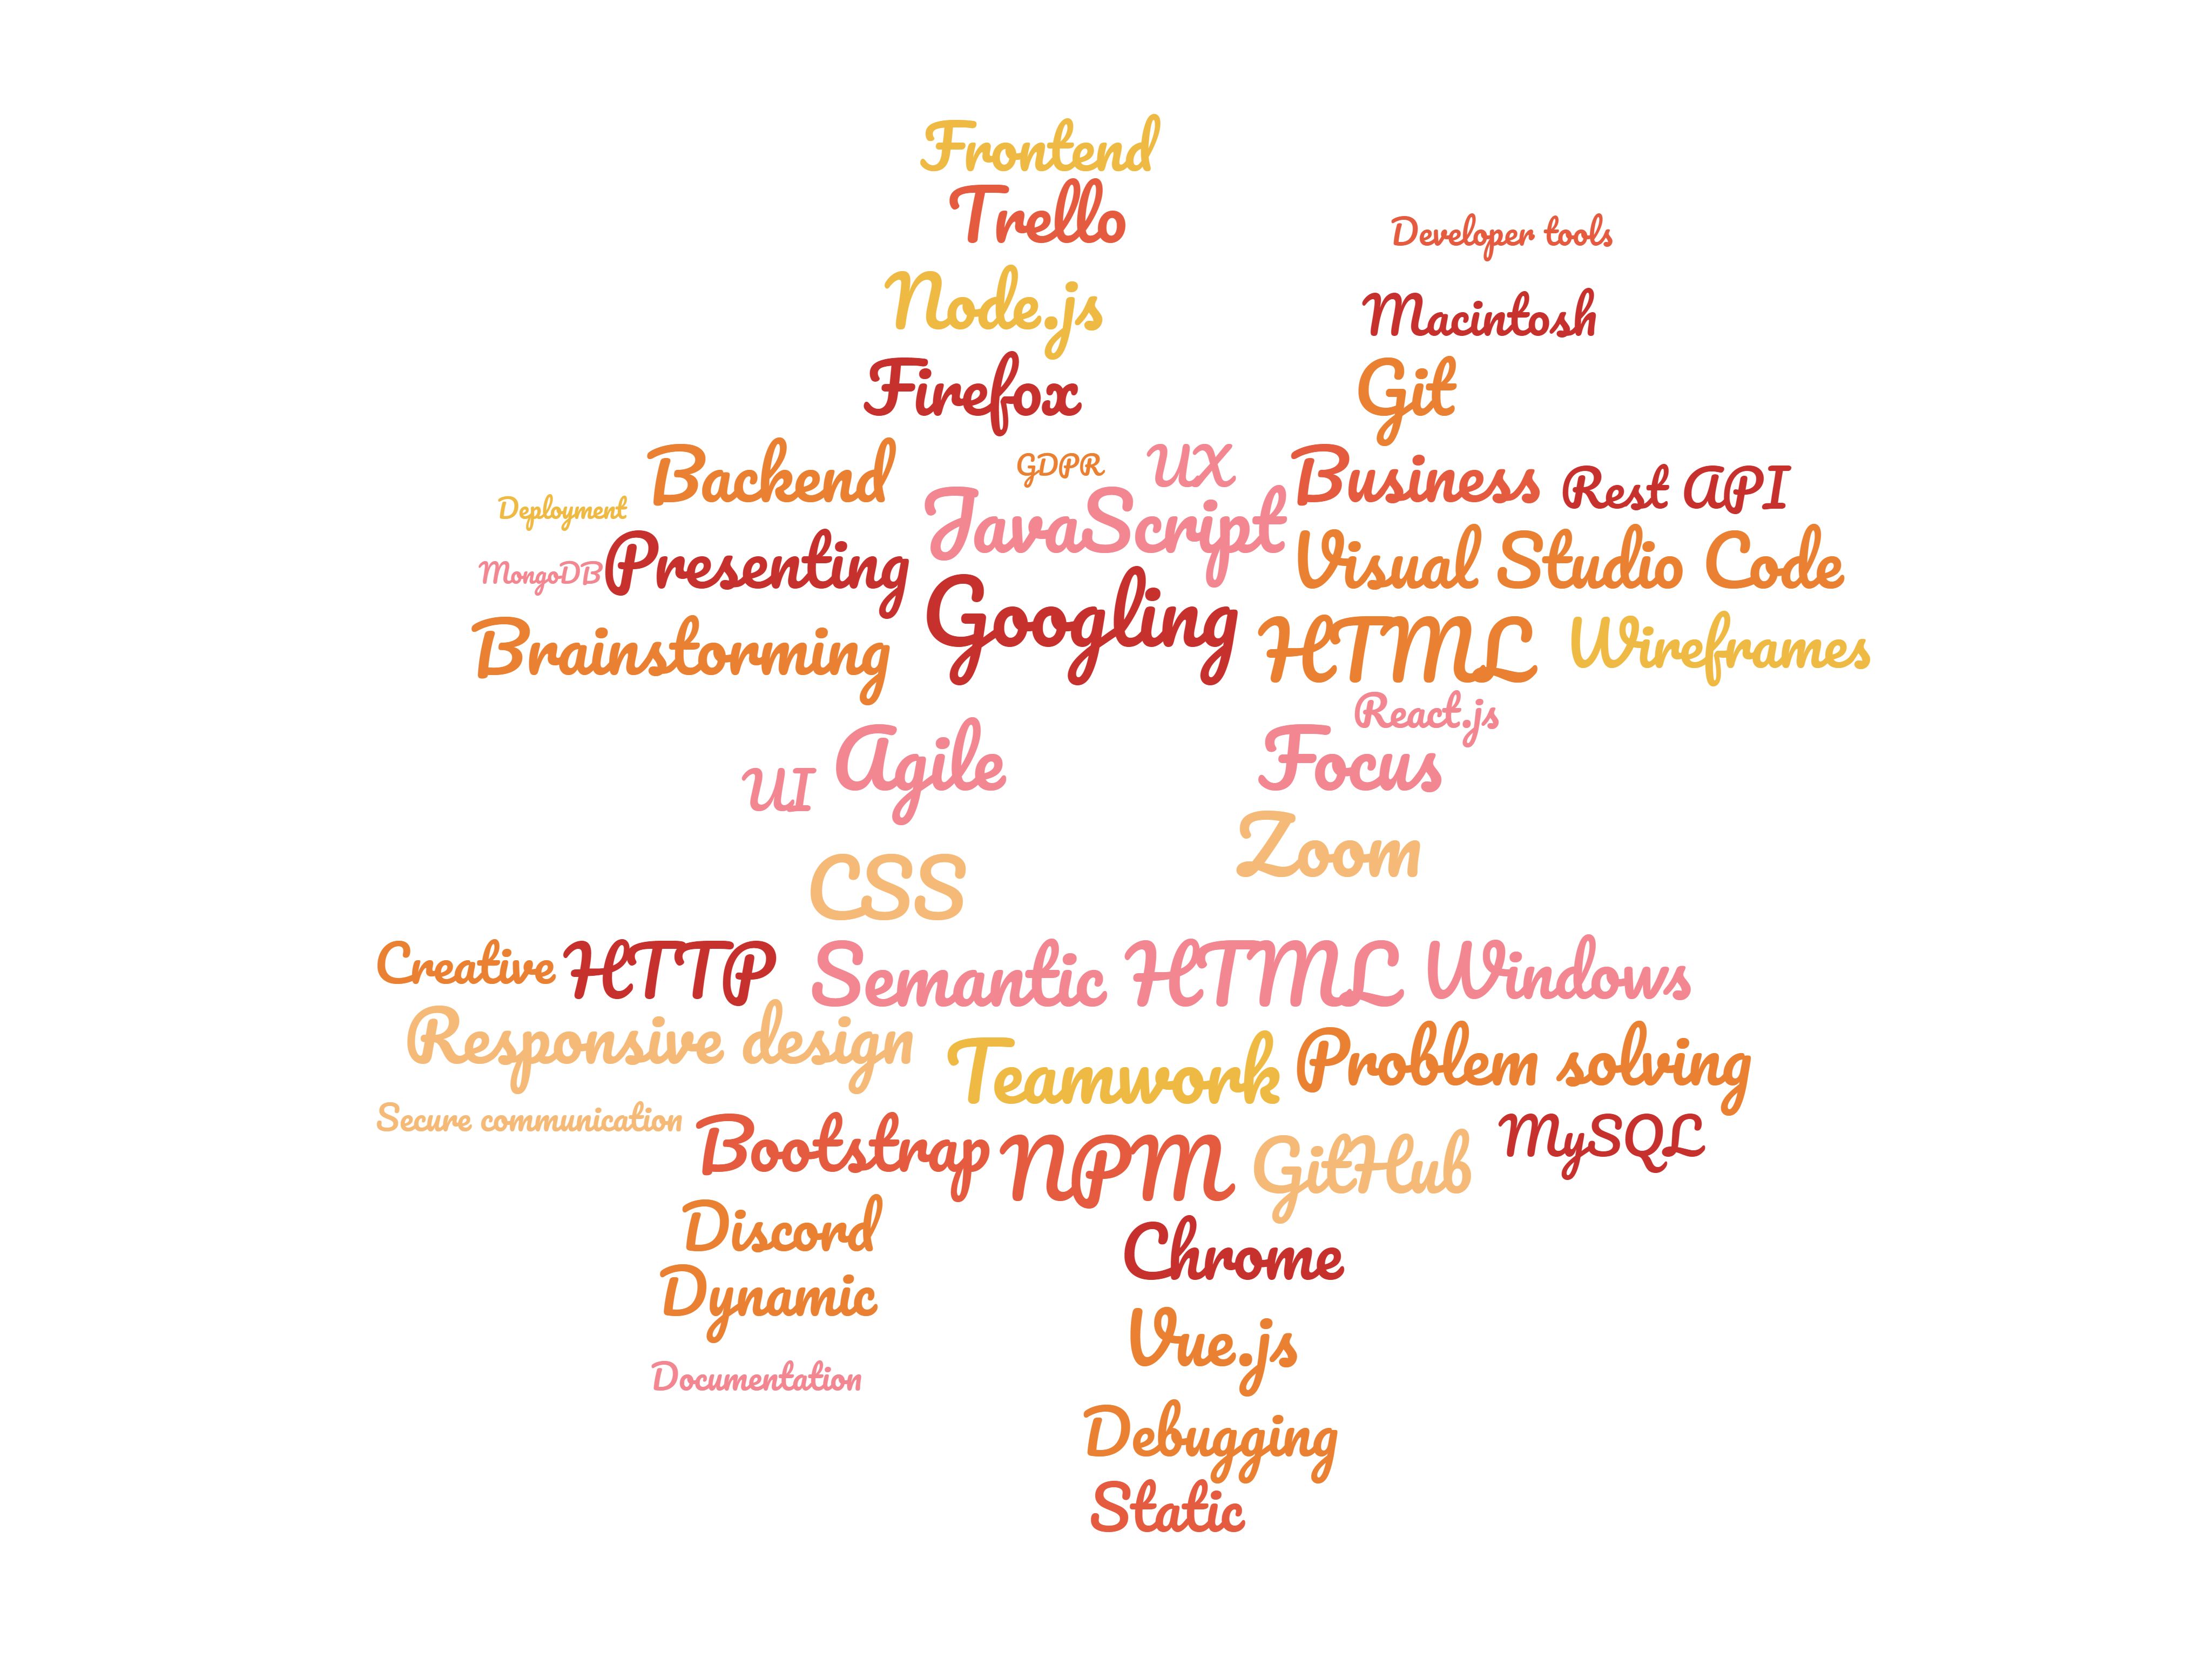 Frontend
Trello
Developer tools
Node.js
Macintosh
Firefox
Git
Backend
GDPR
UX
Business
Rest API
Deployment
JavaScript
Presenting
Visual Studio Code
MongoDB
Googling
Brainstorming
HTML
Wireframes
React.js
Agile
Focus
UI
Zoom
CSS
Creative
HTTP
Semantic HTML
Windows
Responsive design
Teamwork
Problem solving
Secure communication
Bootstrap
NPM
GitHub
MySQL
Discord
Chrome
Dynamic
Vue.js
Documentation
Debugging
Static